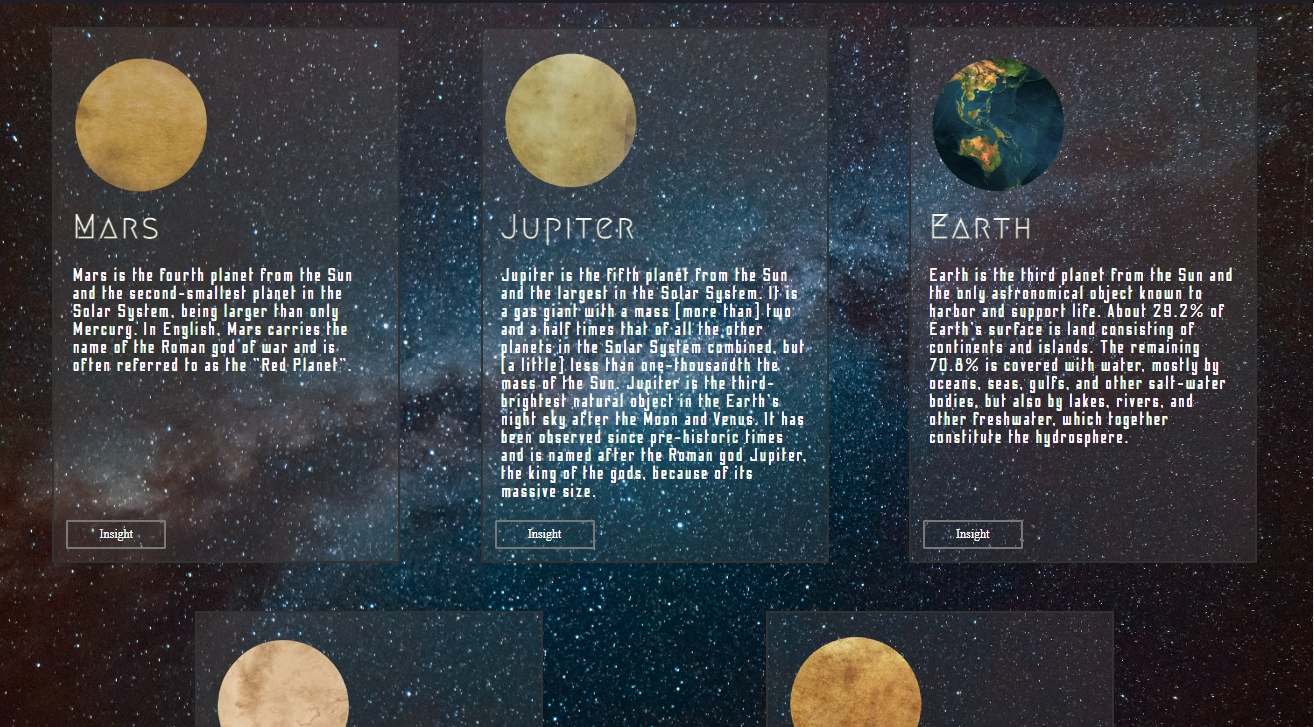 Mars
Mars is the fourth planet from the Sun
and the second-smallest planet in the
Solar System, being larger than only
Mercury. In English, Mars carries the
name of the Roman god of war and is
often referred to as the "Red Planet".
Insight
Jupiter
Jupiter is the fifth planet from the Sun
and the largest in the Solar System. It is
a gas giant with a mass [more than] two
and a half times that of all the other
planets in the Solar System combined, but
[a little] less than one-thousandth the
mass of the Sun. Jupiter is the third-
brightest natural object in the Earth's
night sky after the Moon and Venus. It has
been observed since pre-historic times
and is named after the Roman god Jupiter,
the king of the gods, because of its
massive size.
Insight
Earth
Earth is the third planet from the Sun and
the only astronomical object known to
harbor and support life. About 29.2% of
Earth's surface is land consisting of
continents and islands. The remaining
70.8% is covered with water, mostly by
oceans, seas, gulfs, and other salt-water
bodies, but also by lakes, rivers, and
other freshwater, which together
constitute the hydrosphere.
Insight